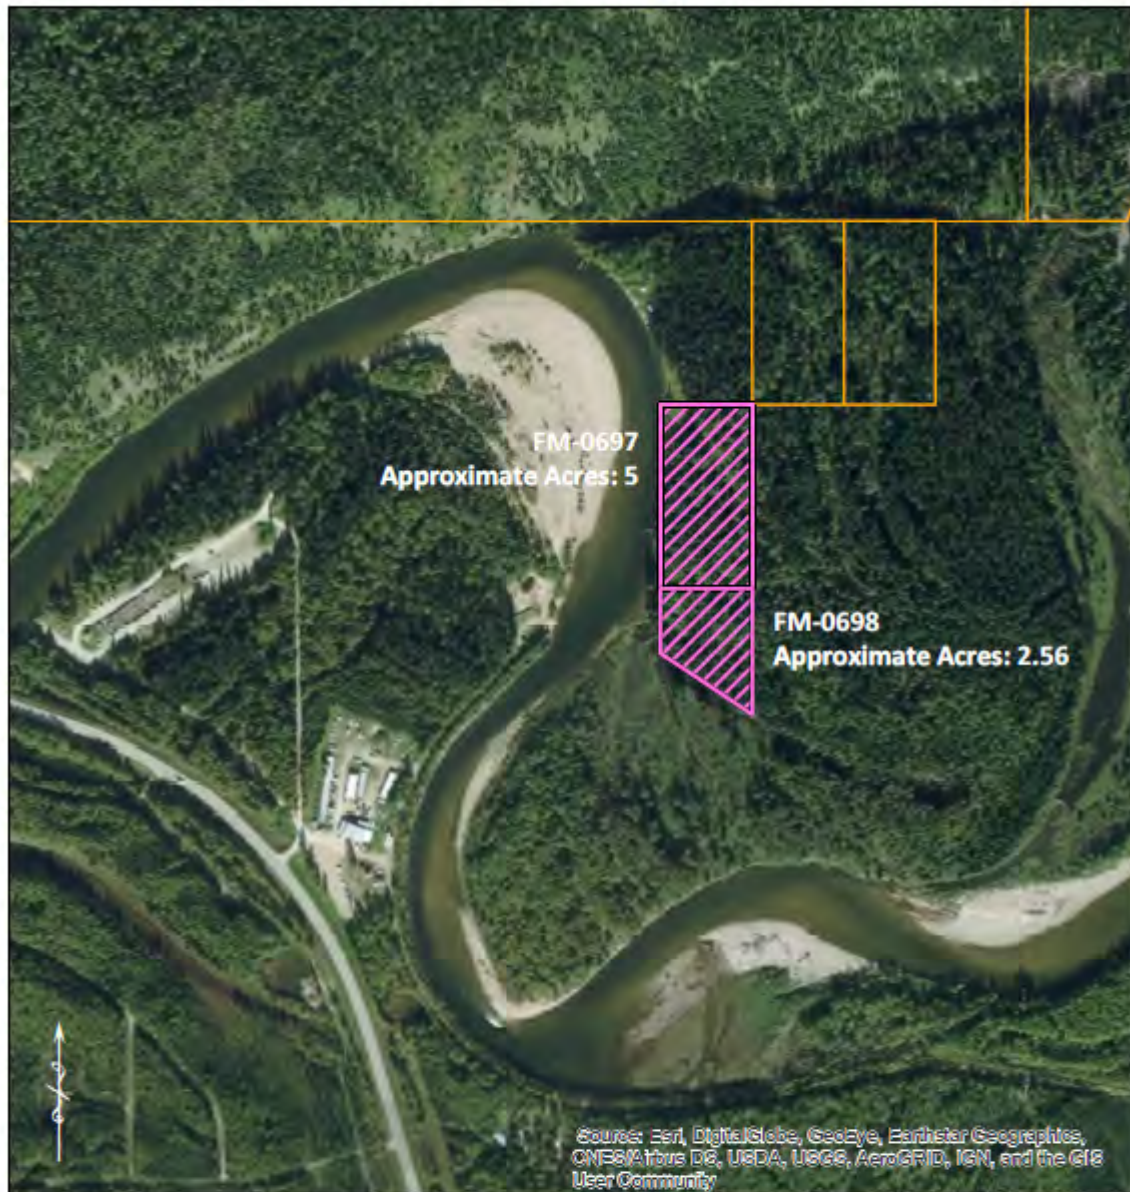 FM-0697
Approximate Acres: 5
FM-0698
Approximate Acres: 2.56
Source: Esri, DigitalGlobe, GeoEye, Earthstar Geographics,
CNES/Airbus DS, USDA, USGS, AeroGRID, IGN, and the GIS
User Community